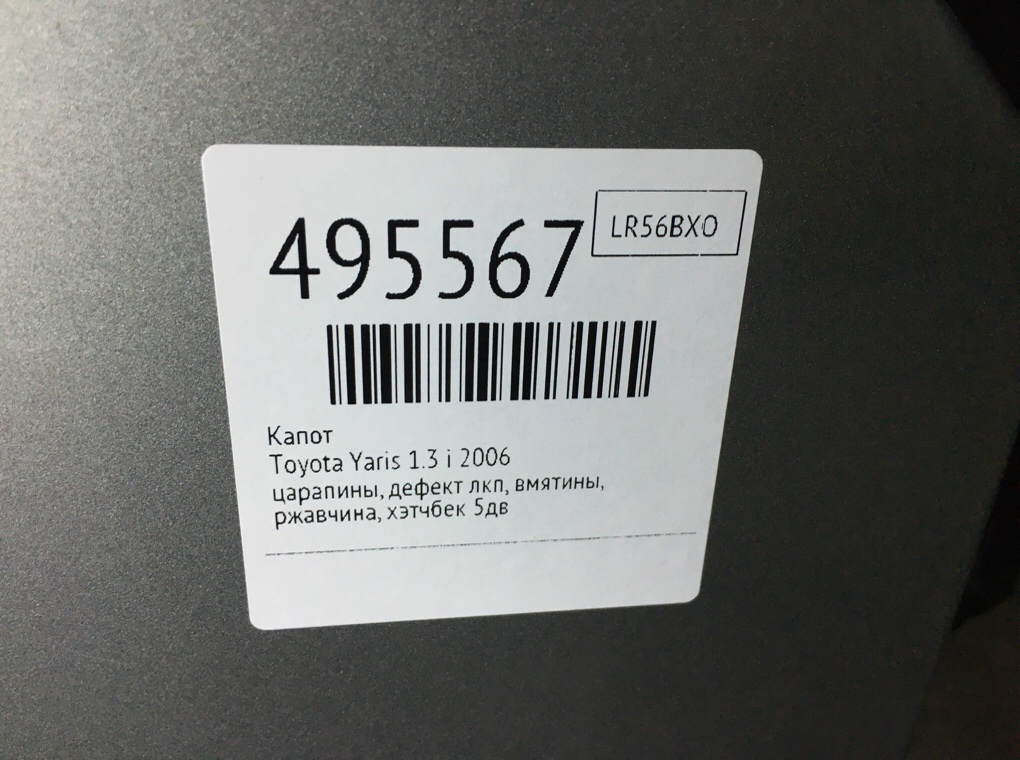 495567
LR56BXO
Капот
Toyota Yaris 1.3 i 2006
царапины, дефект лкп, вмятины,
ржавчина, хэтчбек 5дв